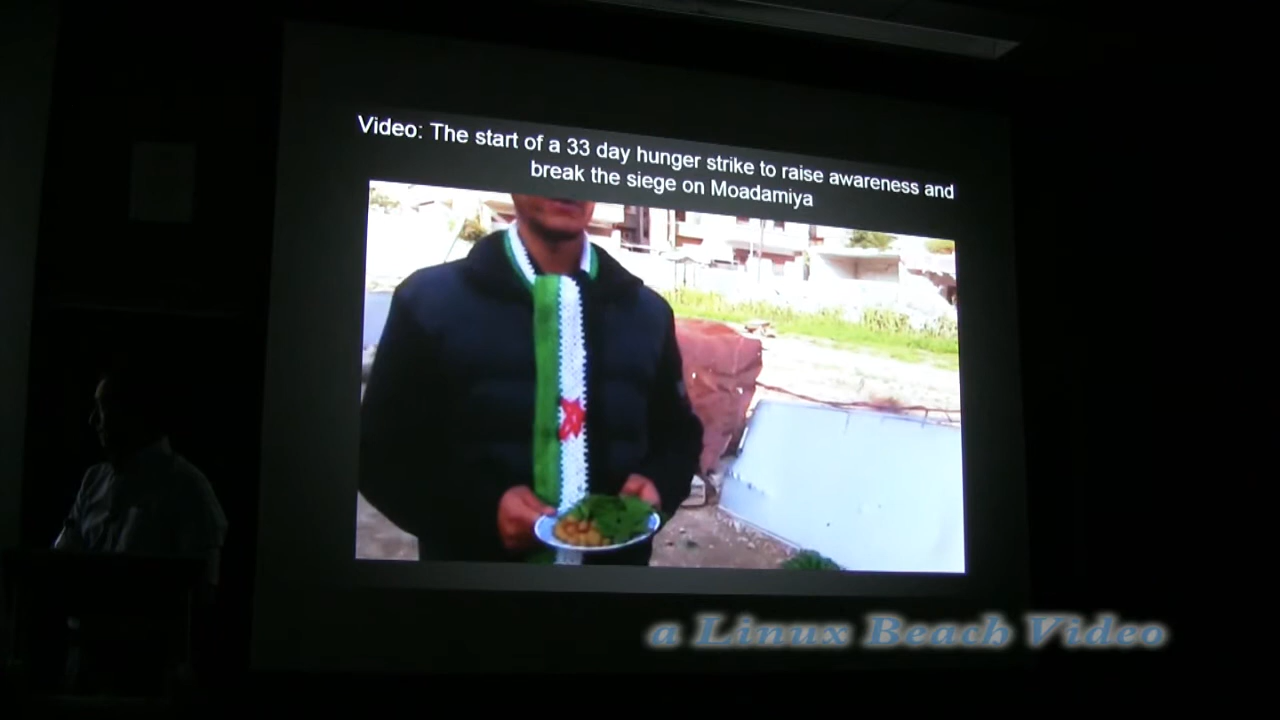 Video: The start of a 33 day hunger strike to raise awareness and
break the siege on Moadamiya
a Linux Beach Video